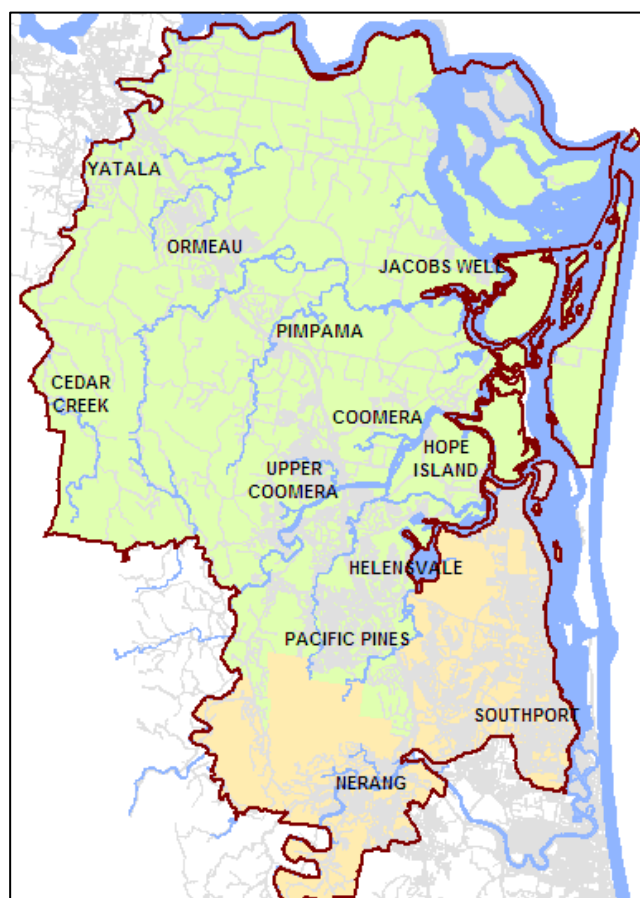 YATALA
ORMEAU
JACOBS WELL
PIMPAMA
CEDAR
CREEK
COOMERA
HOPE
ISLAND
UPPER
COOMERA
HELENSVALE
PACIFIC PINES
SOUTHPORT
NERANG